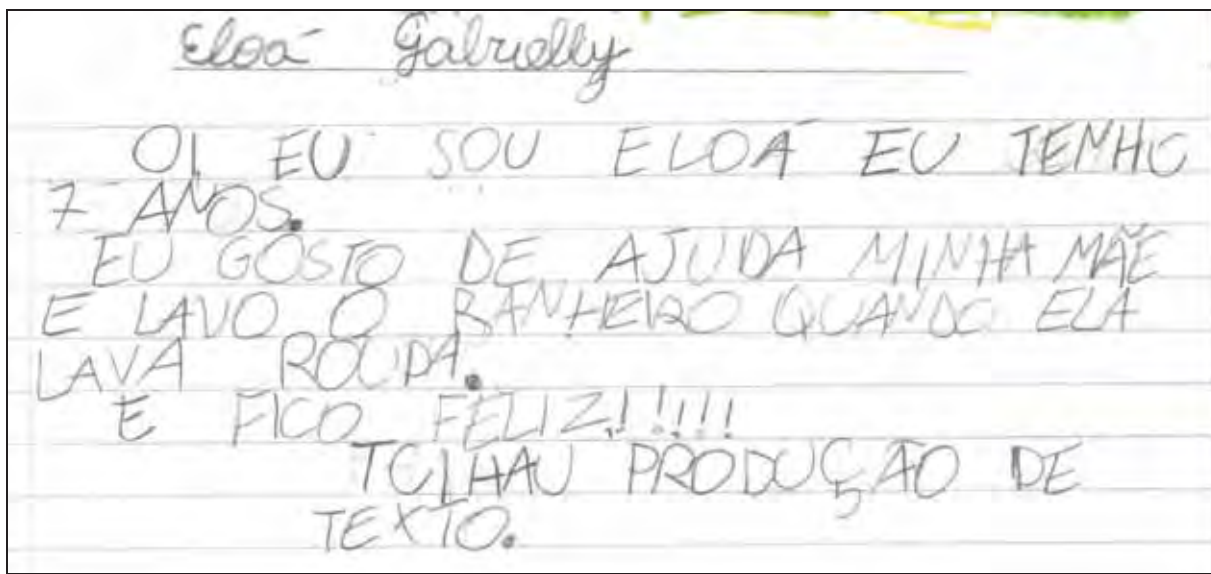 Eloá Gabrielly
OI EU SOU ELOÁ EU TENHO
7 ANOS.
EU GOSTO DE AJUDA MINHA MÃE
E LAVO O BANHEIRO QUANDO ELA
LAVA ROUPA.
E FICO FELIZ!!!!!
TCHAU PRODUÇÃO DE
TEXTO.